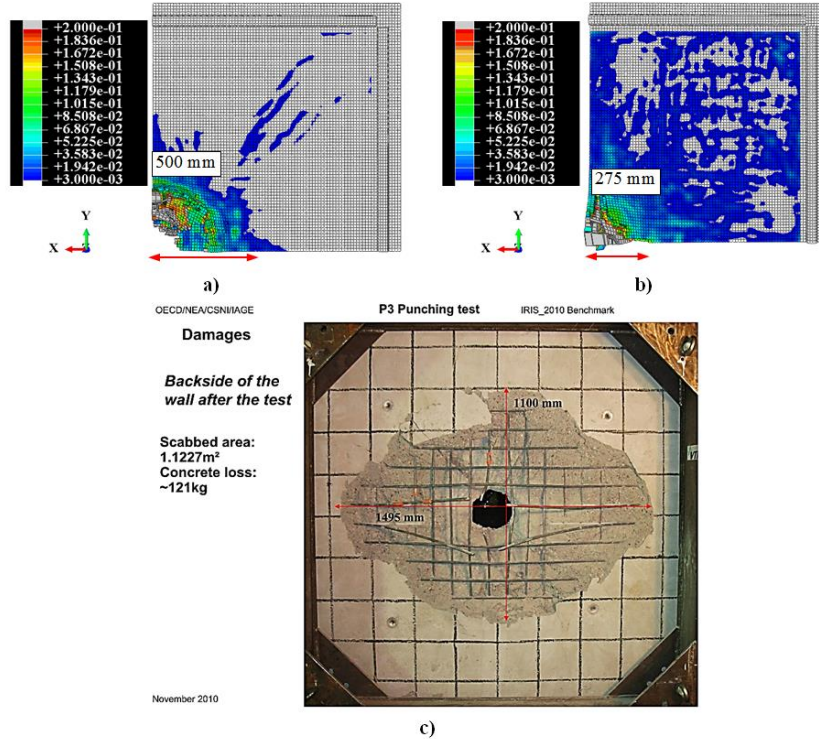 +2.000e-01
+1.836e-01
+1.672e-01
+1.508e-01
+1.343e-01
+1.179e-01
+1.015e-01
+8.508e-02
+6.867e-02
+5.225e-02
+3.583e-02
+1.942e-02
+3.000e-03
500 mm
Y
X
a)
+2.000e-01
+1.836e-01
+1.672e-01
+1.508e-01
+1.343e-01
+1.179e-01
+1.015e-01
+8.508e-02
+6.867e-02
+5.225e-02
+3.583e-02
+1.942e-02
+3.000e-03
275 mm
Y
X
b)
OECD/NEA/CSNI/IAGE
P3 Punching test
IRIS_2010 Benchmark
Damages
Backside of the
wall after the test
Scabbed area:
1.1227m²
Concrete loss:
~121kg
1100 mm
1495 mm
November 2010
c)